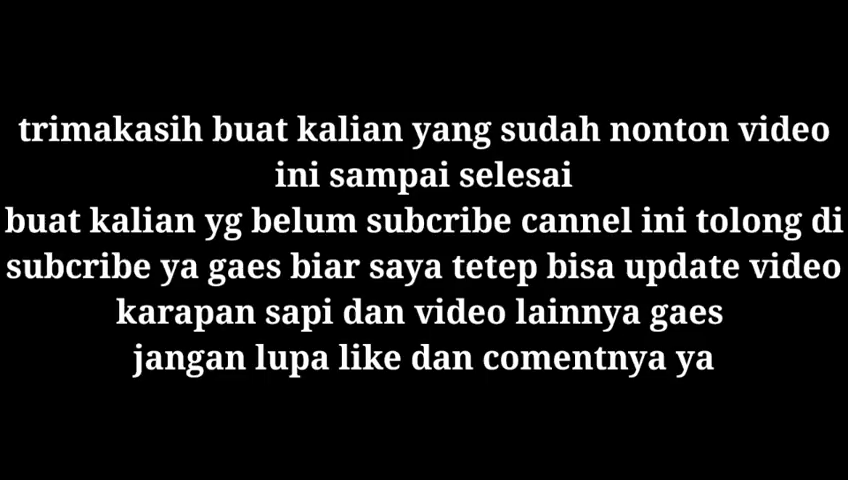 trimakasih buat kalian yang sudah nonton video
ini sampai selesai
buat kalian yg belum subcribe cannel ini tolong di
subcribe ya gaes biar saya tetep bisa update video
karapan sapi dan video lainnya gaes
jangan lupa like dan comentnya ya